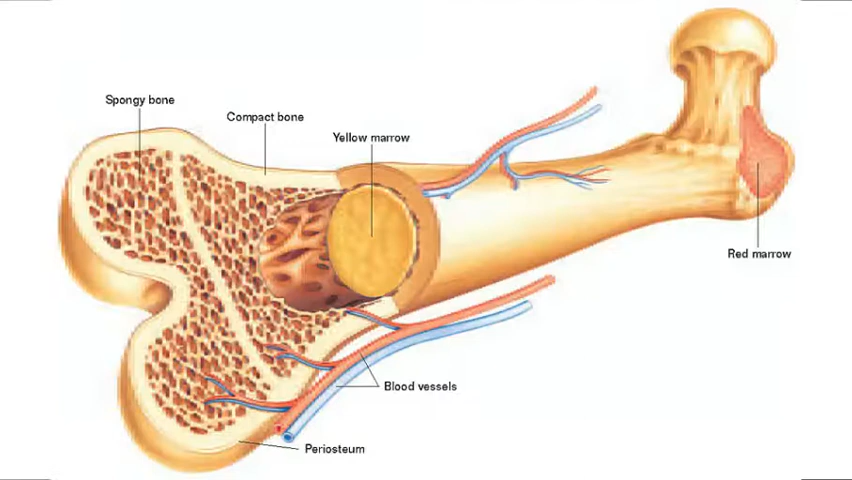 Spongy bone
Compact bone
Yellow marrow
Red marrow
Blood vessels
Periosteum